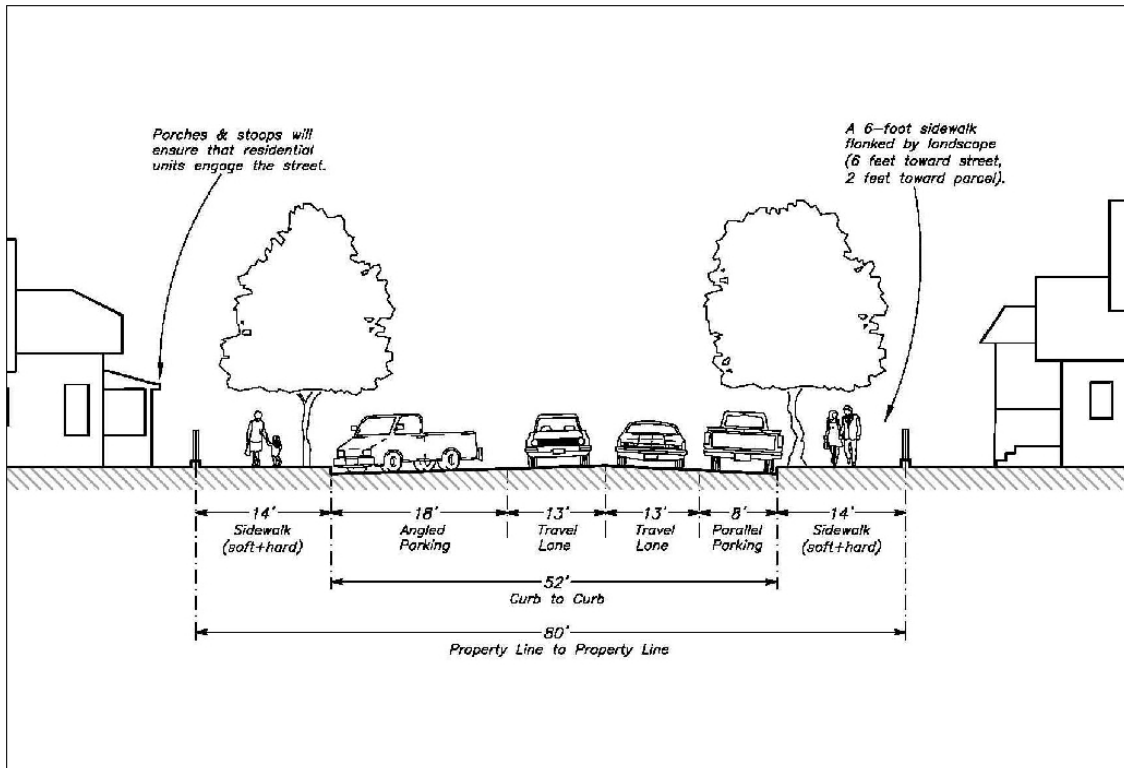 Porches & stoops will
ensure that residential
units engage the street.
A 6-foot sidewalk
flanked by landscape
(6 feet toward street,
2 feet toward parcel).
14' 18' 13' 13' 8' 14'
Sidewalk Angled Travel Travel Parallel Sidewalk
(soft+hard) Parking Lane Lane Parking (soft+hard)
52'
Curb to Curb
80'
Property Line to Property Line